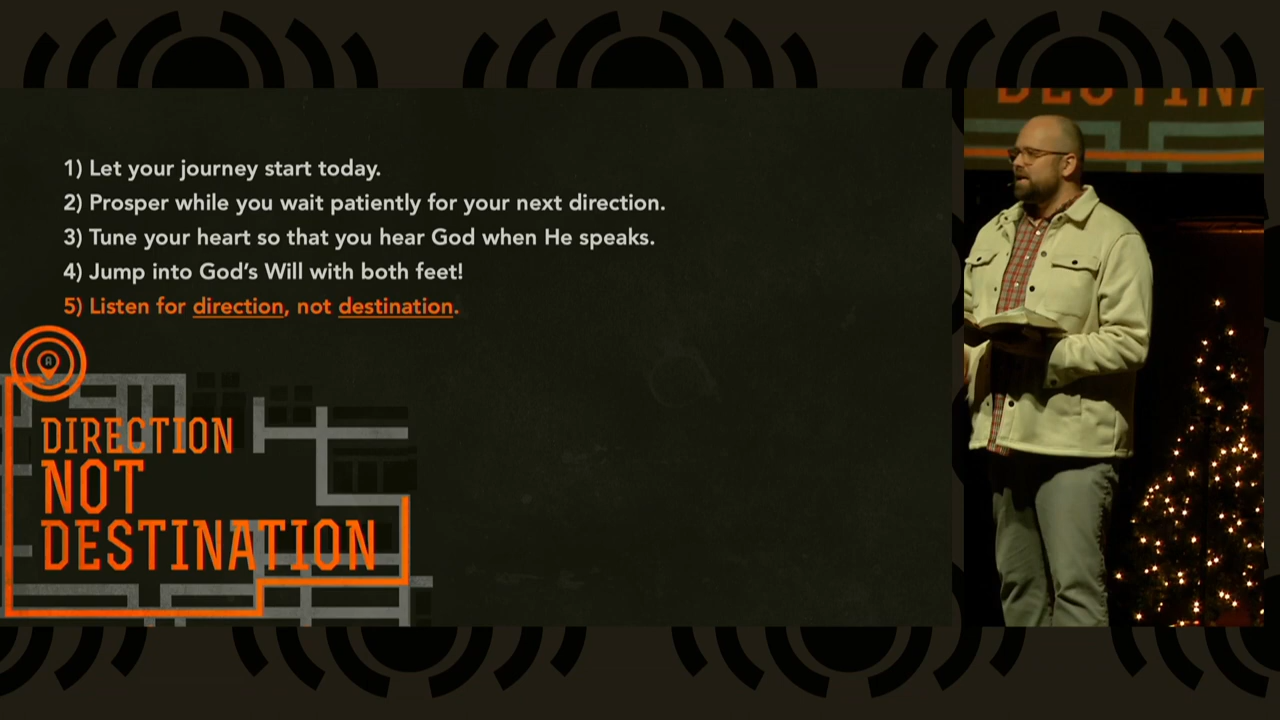 1) Let your journey start today.
2) Prosper while you wait patiently for your next direction.
3) Tune your heart so that you hear God when He speaks.
4) Jump into God’s Will with both feet!
5) Listen for direction, not destination.
A
DIRECTION
NOT
DESTINATION
DESTINA